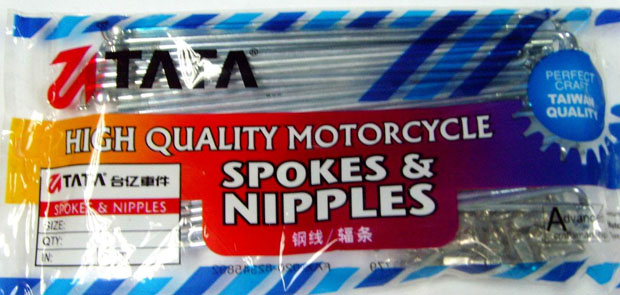 TATA®
PERFECT
CRAFT
TAIWAN
QUALITY
HIGH QUALITY MOTORCYCLE
SPOKES &
NIPPLES
钢线/辐条
TATA 台亿車件
SPOKES & NIPPLES
SIZE:
QTY:
IN: